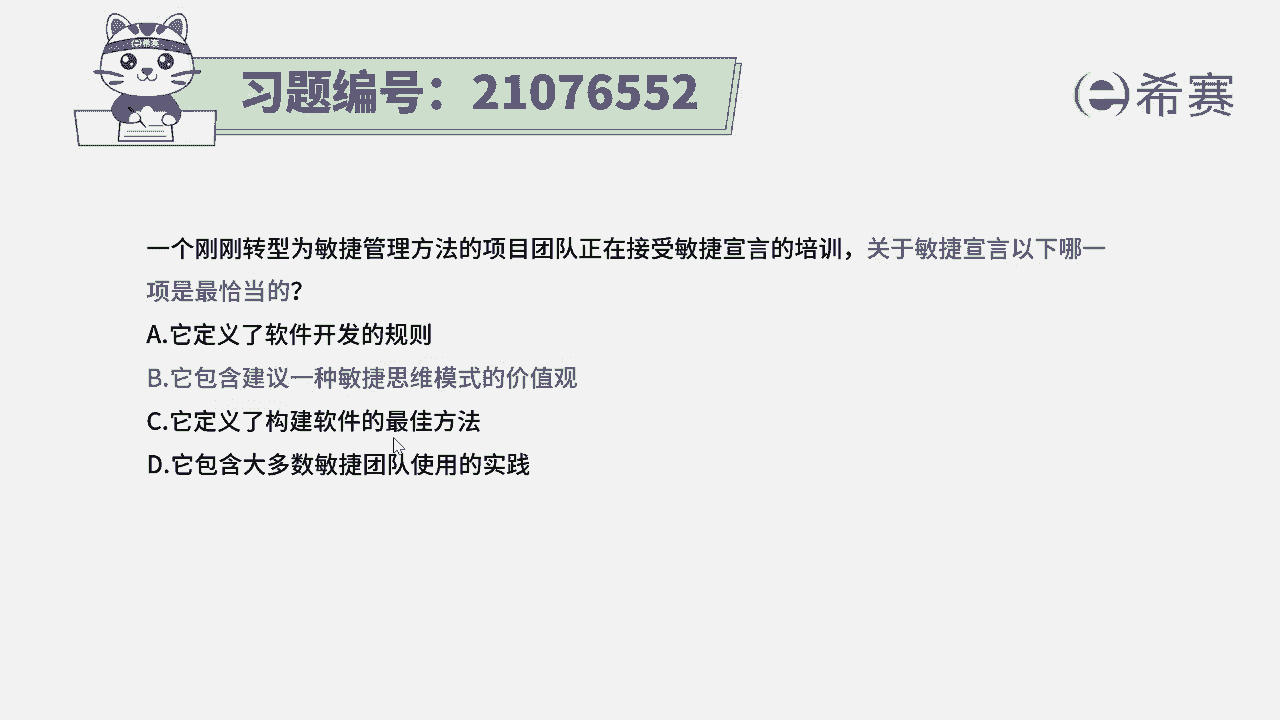 习题编号：21076552
希赛
希赛
一个刚刚转型为敏捷管理方法的项目团队正在接受敏捷宣言的培训，关于敏捷宣言以下哪一
项是最恰当的？
A.它定义了软件开发的规则
B.它包含建议一种敏捷思维模式的价值观
C.它定义了构建软件的最佳方法
D.它包含大多数敏捷团队使用的实践